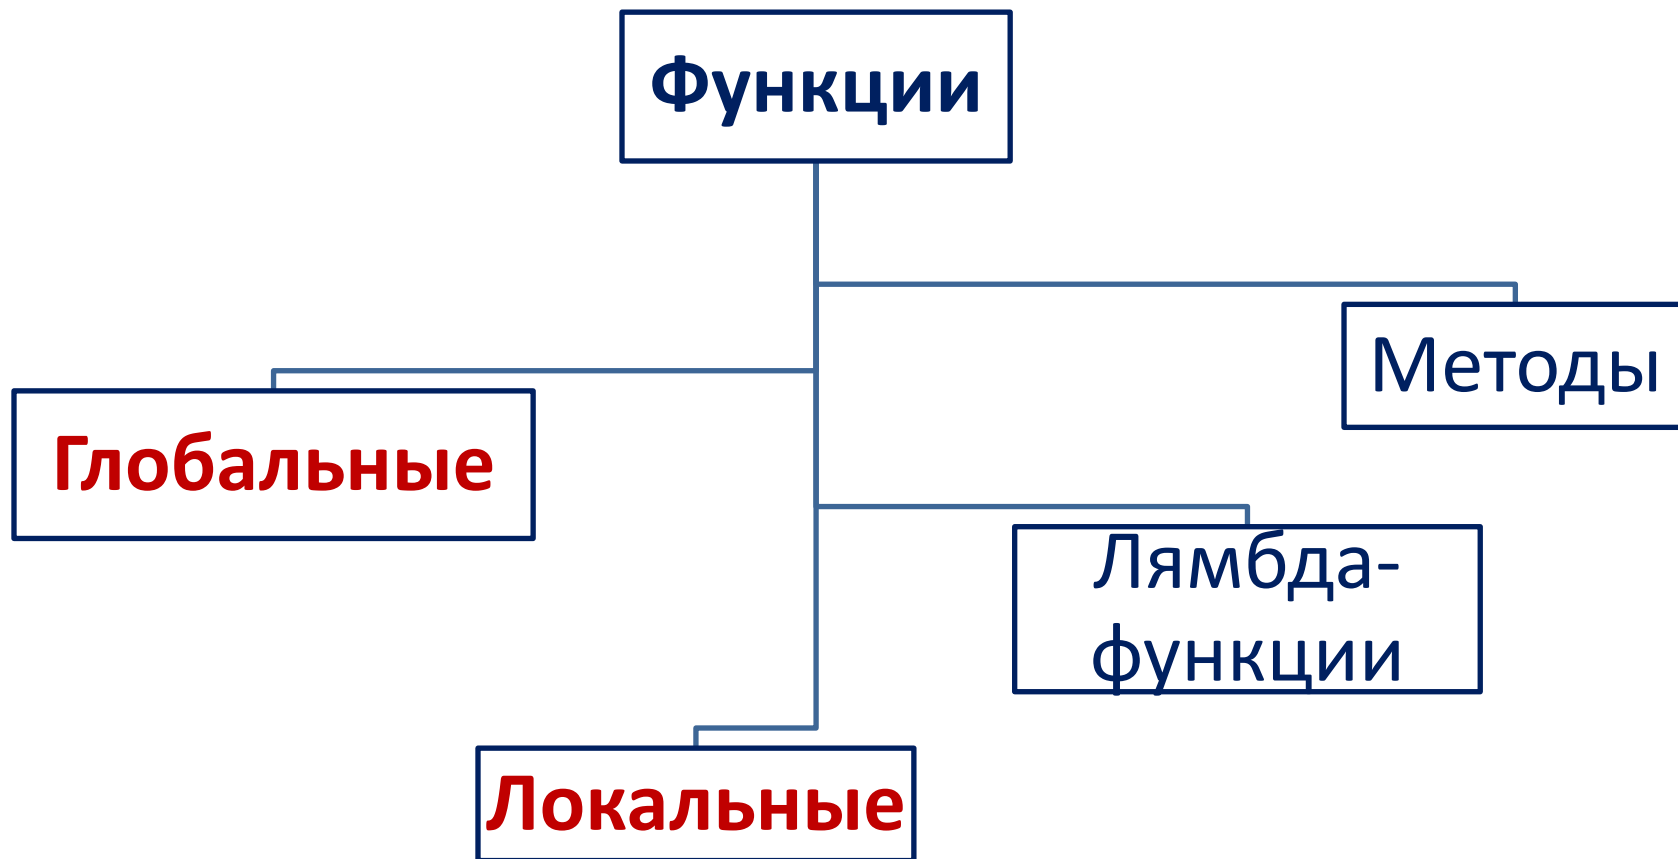 Функции
Методы
Глобальные
Лямбда-
функции
Локальные